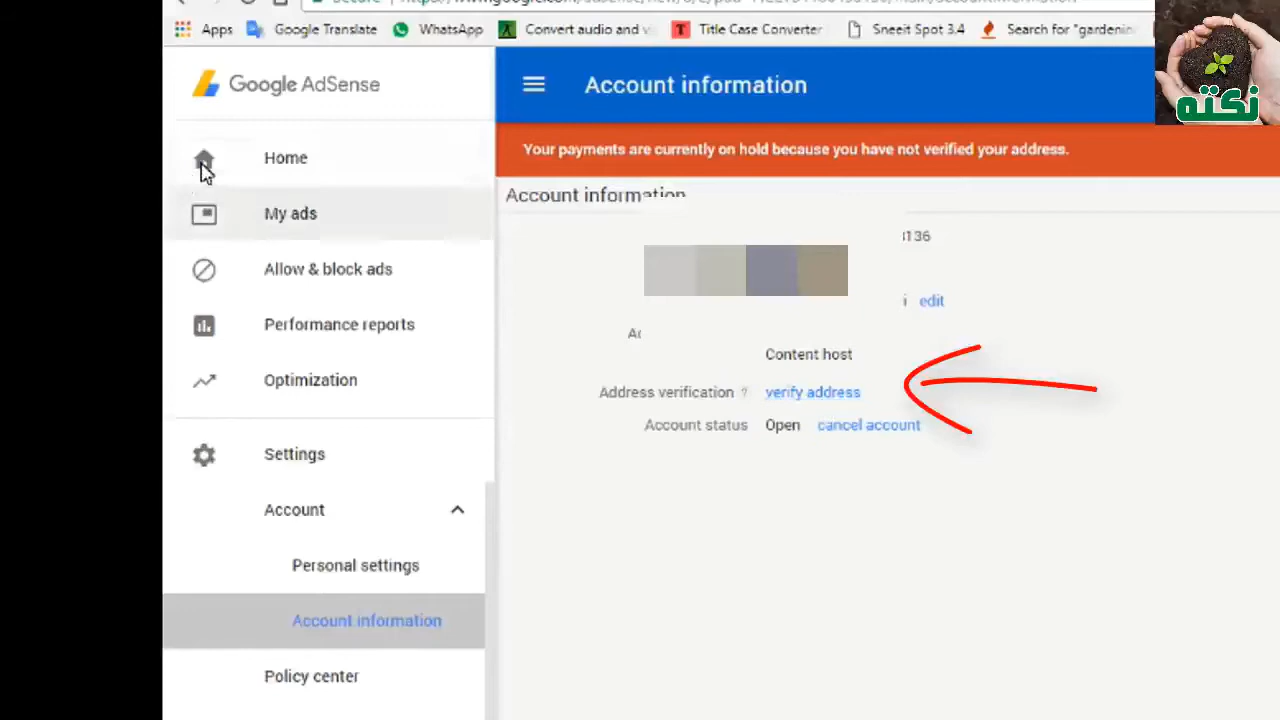 Apps
Google Translate
WhatsApp
Convert audio and v
Title Case Converter
Sneeit Spot 3.4
Search for "gardenin
نکته
Google AdSense
Account information
Home
Your payments are currently on hold because you have not verified your address.
My ads
Account information
Allow & block ads
edit
Performance reports
Content host
Optimization
Address verification ? verify address
Account status Open cancel account
Settings
Account
Personal settings
Account information
Policy center